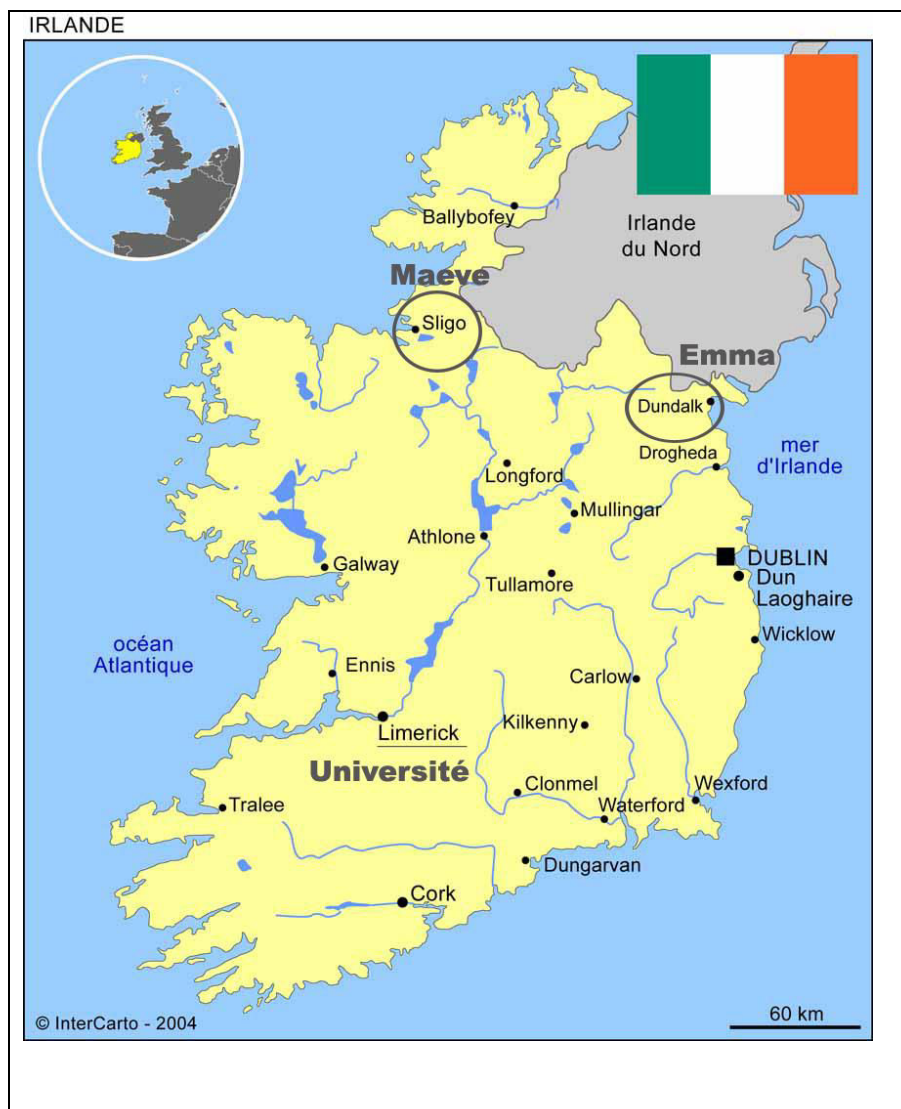 IRLANDE
Ballybofey
Irlande
du Nord
Maeve
Sligo
Emma
Dundalk
mer
d'Irlande
Drogheda
Longford
Mullingar
Athlone
DUBLIN
Galway
Tullamore
Dun
Laoghaire
océan
Atlantique
Wicklow
Ennis
Carlow
Limerick
Kilkenny
Université
Clonmel
Wexford
Tralee
Waterford
Dungarvan
Cork
60 km
© InterCarto - 2004